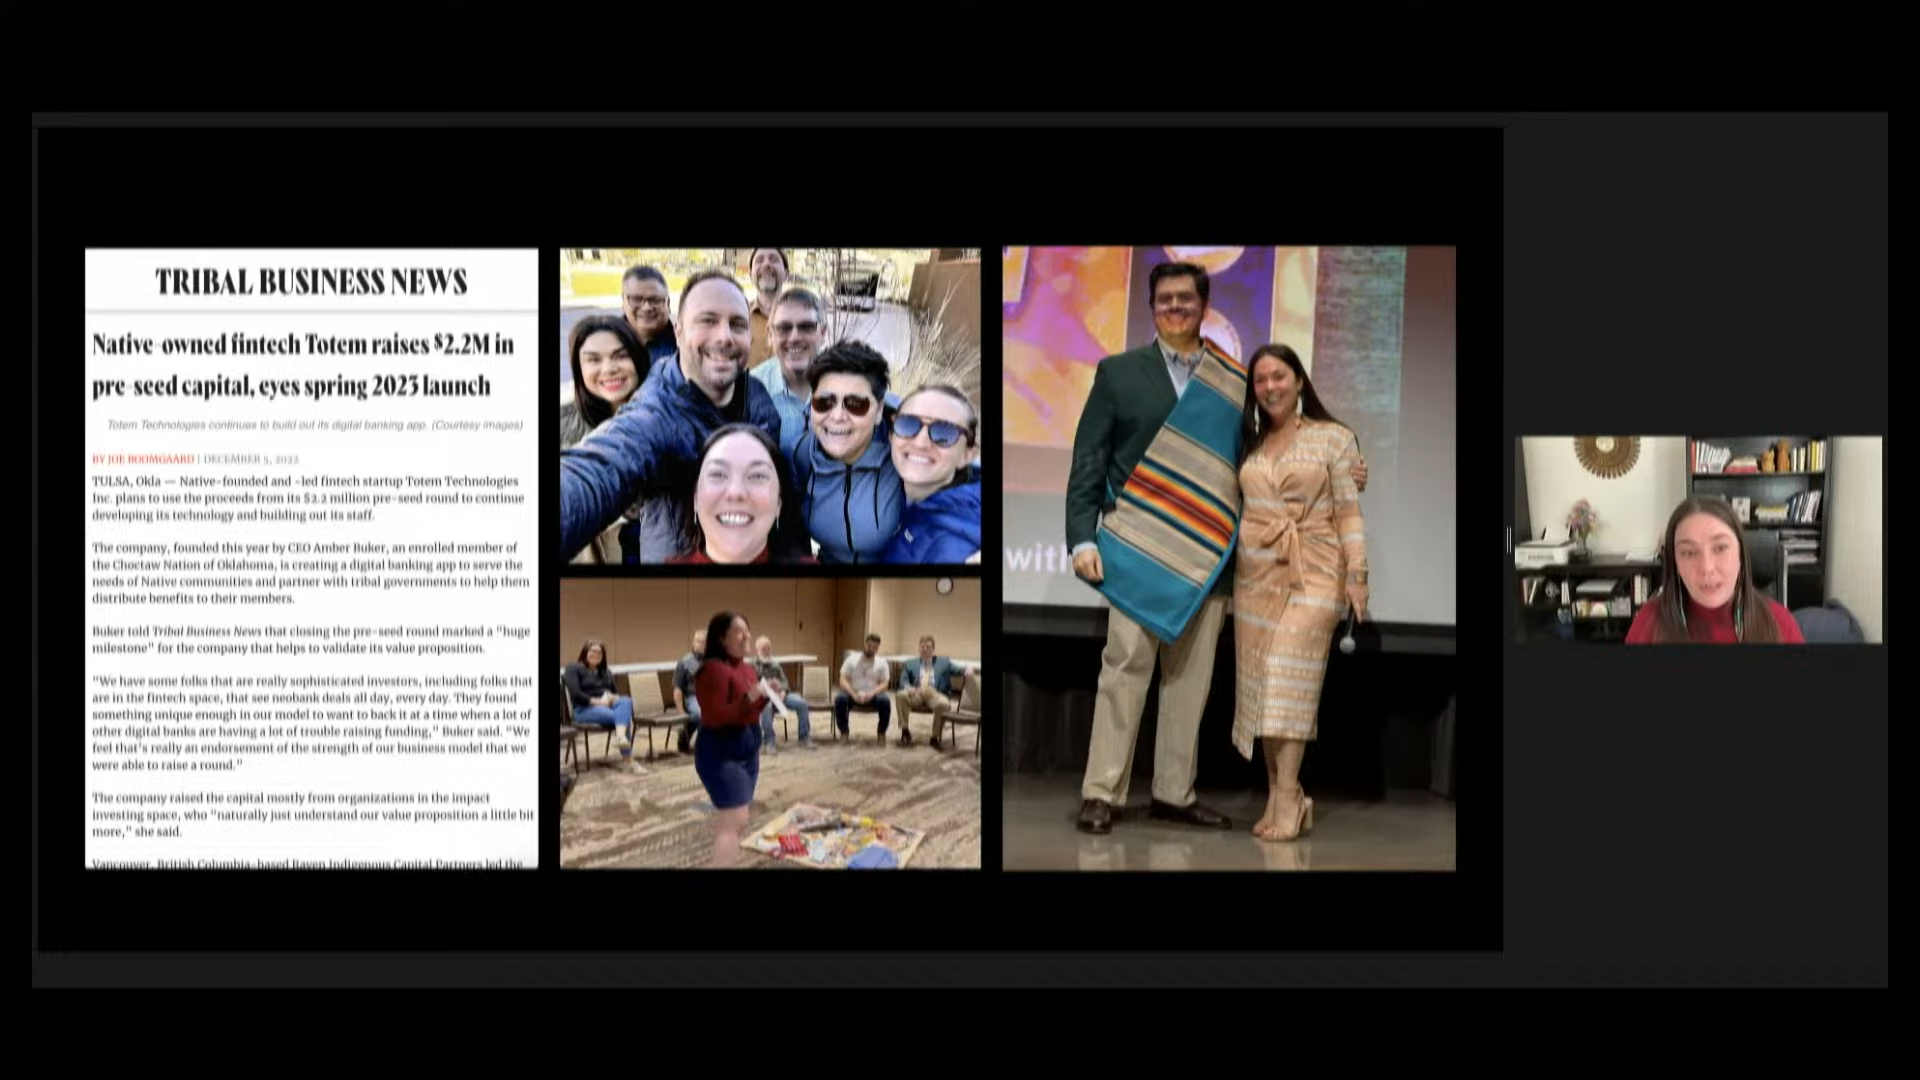 TRIBAL BUSINESS NEWS
Native-owned fintech Totem raises $2.2M in
pre-seed capital, eyes spring 2023 launch
Totem Technologies continues to build out its digital banking app. (Courtesy images)
BY JOE BOOMGAARD | DECEMBER 5, 2022
TULSA, Okla — Native-founded and -led fintech startup Totem Technologies
Inc. plans to use the proceeds from its $2.2 million pre-seed round to continue
developing its technology and building out its staff.
The company, founded this year by CEO Amber Buker, an enrolled member of
the Choctaw Nation of Oklahoma, is creating a digital banking app to serve the
needs of Native communities and partner with tribal governments to help them
distribute benefits to their members.
Buker told Tribal Business News that closing the pre-seed round marked a "huge
milestone" for the company that helps to validate its value proposition.
"We have some folks that are really sophisticated investors, including folks that
are in the fintech space, that see neobank deals all day, every day. They found
something unique enough in our model to want to back it at a time when a lot of
other digital banks are having a lot of trouble raising funding," Buker said. "We
feel that's really an endorsement of the strength of our business model that we
were able to raise a round."
The company raised the capital mostly from organizations in the impact
investing space, who "naturally just understand our value proposition a little bit
more," she said.
Vancouver, British Columbia-based Raven Indigenous Capital Partners led the
with